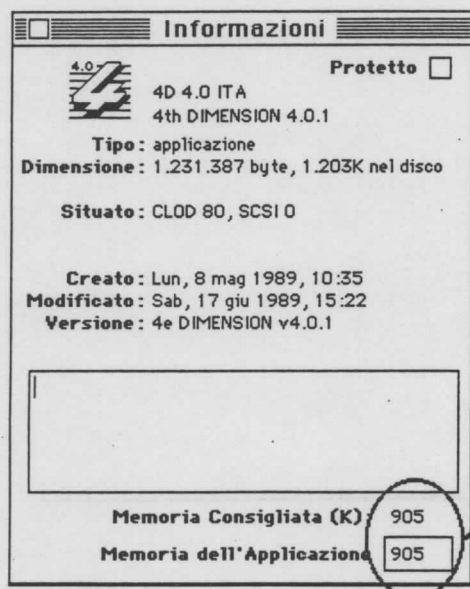 Informazioni
Protetto
4.0
4D 4.0 ITA
4th DIMENSION 4.0.1
Tipo: applicazione
Dimensione: 1.231.387 byte, 1.203K nel disco
Situato: CLOD 80, SCSI 0
Creato: Lun, 8 mag 1989, 10:35
Modificato: Sab, 17 giu 1989, 15:22
Versione: 4e DIMENSION v4.0.1
Memoria Consigliata (K) 905
Memoria dell'Applicazione 905